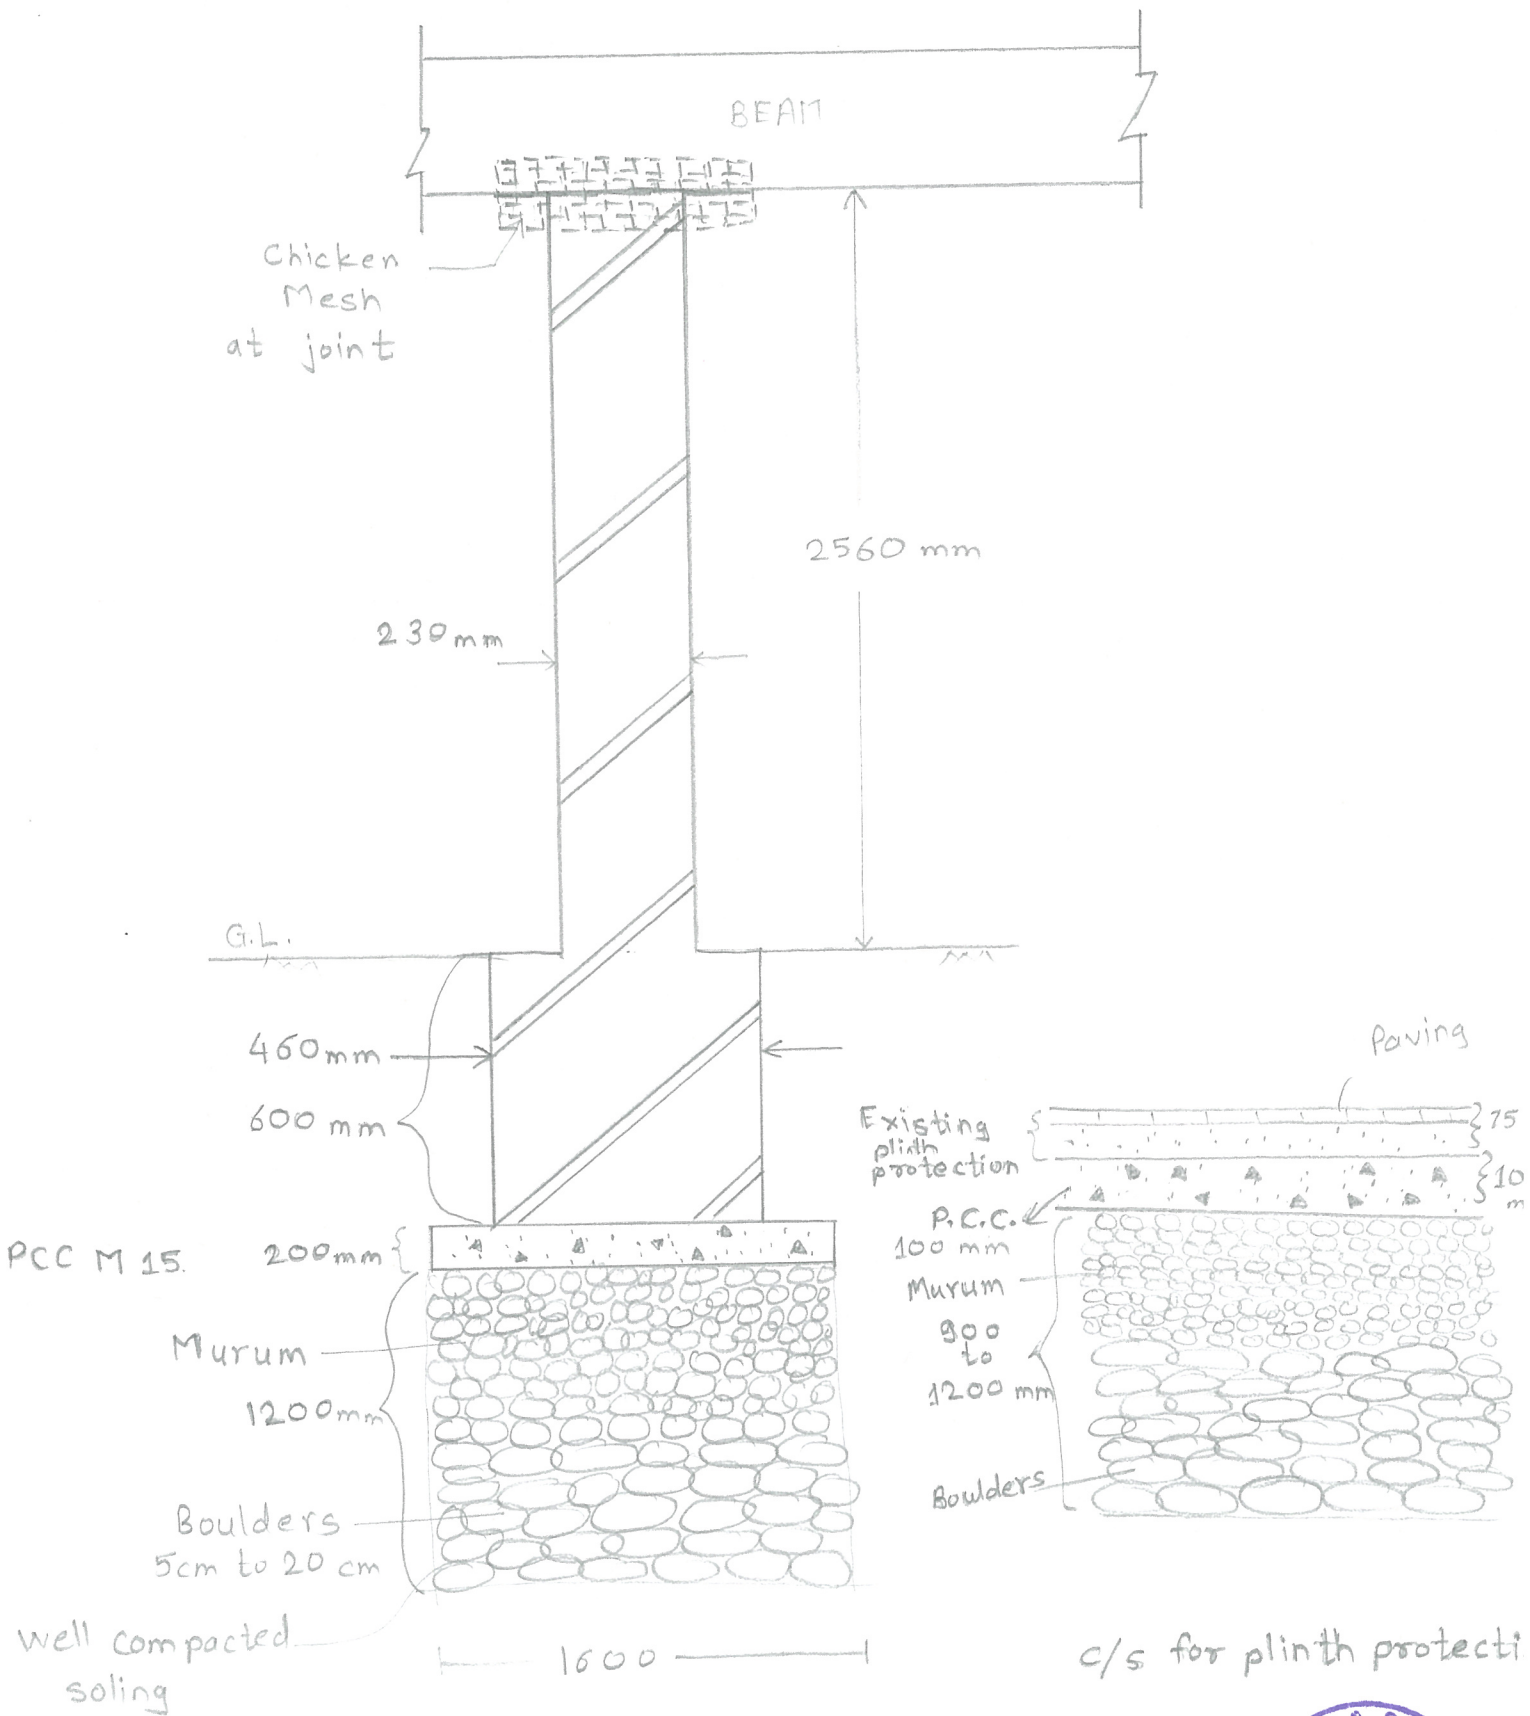 BEAM
Chicken
Mesh
at joint
2560 mm
230mm
G.L.
460mm
600 mm
PCC M 15.
200mm
Murum
1200mm
Boulders
5cm to 20 cm
Well compacted
soling
1600
Paving
Existing
plinth
protection
75
10
m
P.C.C.
100 mm
Murum
900
to
1200 mm
Boulders
c/s for plinth protecti